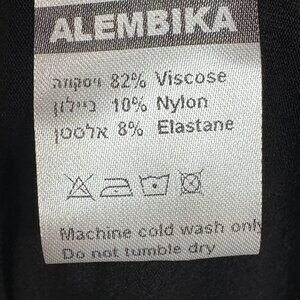 ALEMBIKA
ויסקוזה 82% Viscose
ניילון 10% Nylon
אלסטן 8% Elastane
Machine cold wash only
Do not tumble dry